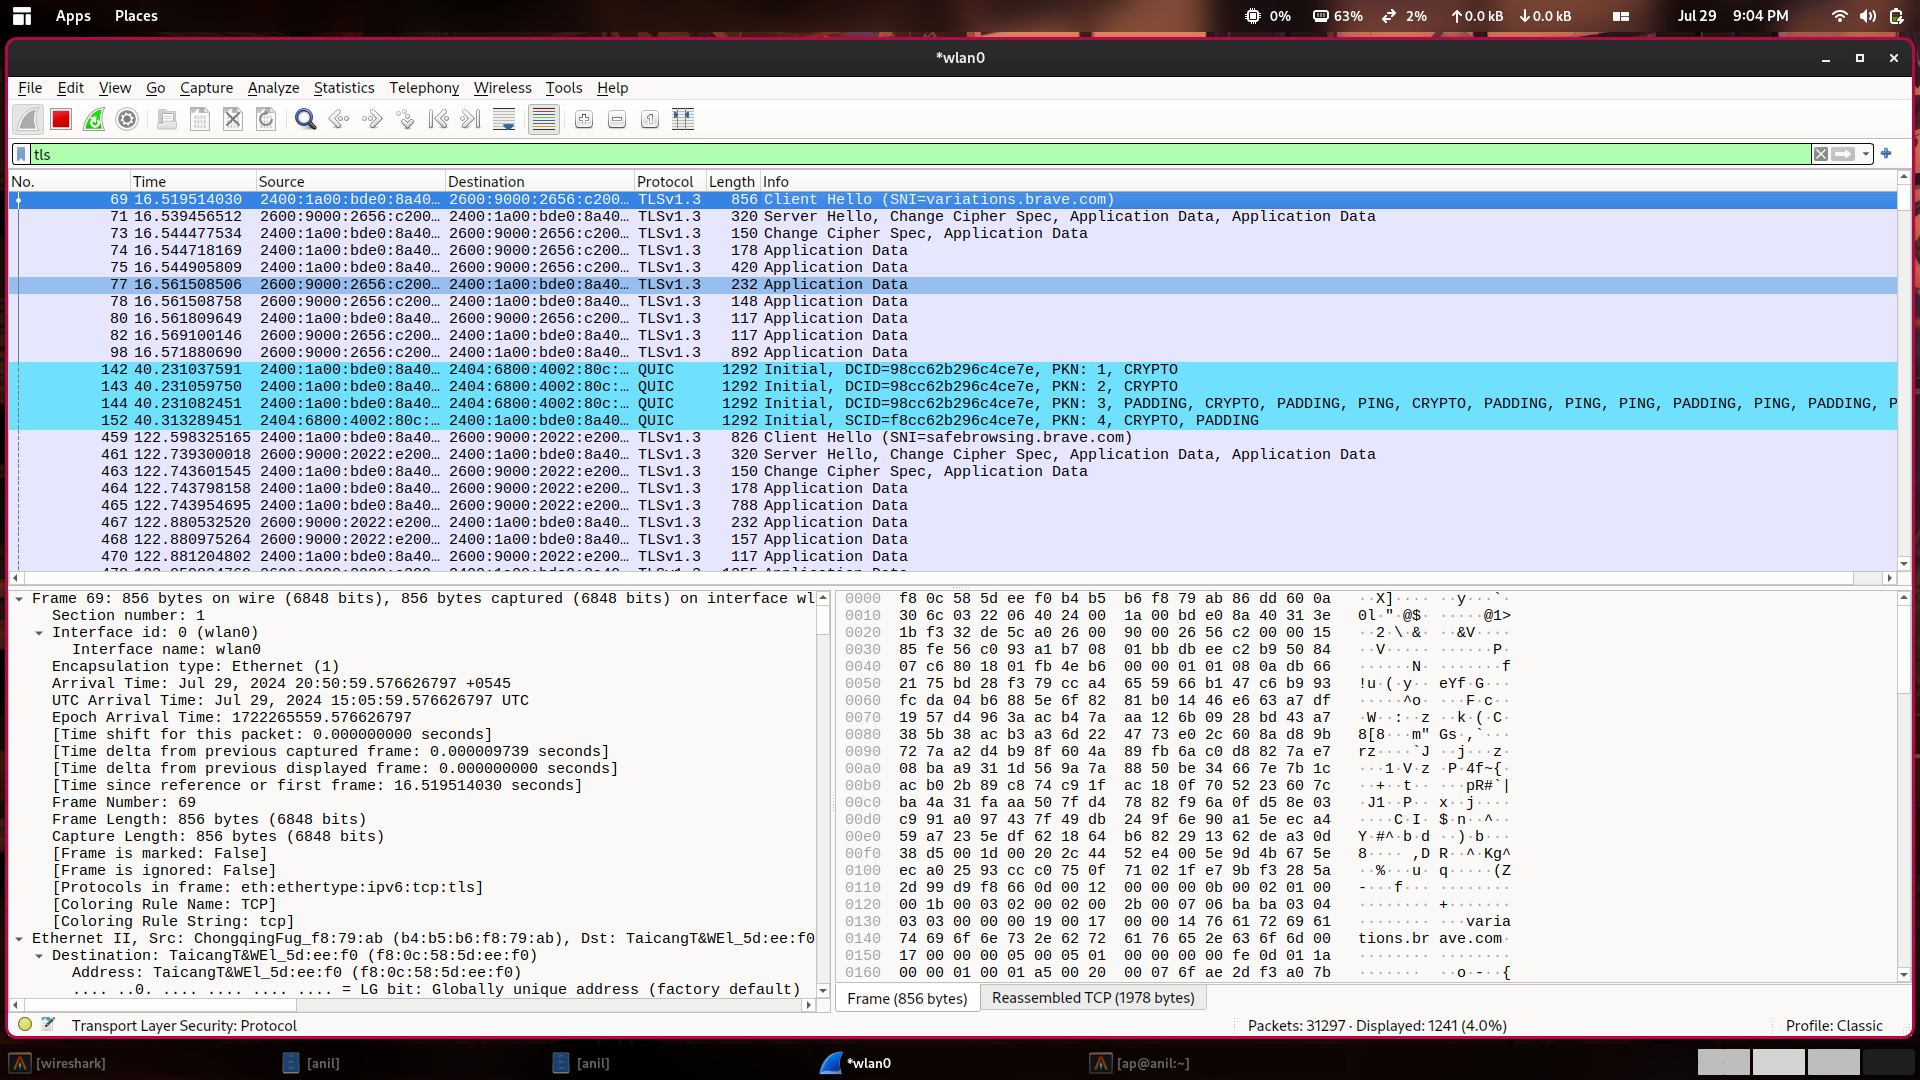 Apps Places 0% 63% 2% 0.0 kB 0.0 kB Jul 29 9:04 PM
*wlan0
File Edit View Go Capture Analyze Statistics Telephony Wireless Tools Help
tls
No. Time Source Destination Protocol Length Info
69 16.519514030 2400:1a00:bde0:8a40… 2600:9000:2656:c200… TLSv1.3 856 Client Hello (SNI=variations.brave.com)
71 16.539456512 2600:9000:2656:c200… 2400:1a00:bde0:8a40… TLSv1.3 320 Server Hello, Change Cipher Spec, Application Data, Application Data
73 16.544477534 2400:1a00:bde0:8a40… 2600:9000:2656:c200… TLSv1.3 150 Change Cipher Spec, Application Data
74 16.544718169 2400:1a00:bde0:8a40… 2600:9000:2656:c200… TLSv1.3 178 Application Data
75 16.544905809 2400:1a00:bde0:8a40… 2600:9000:2656:c200… TLSv1.3 420 Application Data
77 16.561508506 2600:9000:2656:c200… 2400:1a00:bde0:8a40… TLSv1.3 232 Application Data
78 16.561508758 2600:9000:2656:c200… 2400:1a00:bde0:8a40… TLSv1.3 148 Application Data
80 16.561809649 2400:1a00:bde0:8a40… 2600:9000:2656:c200… TLSv1.3 117 Application Data
82 16.569100146 2600:9000:2656:c200… 2400:1a00:bde0:8a40… TLSv1.3 117 Application Data
98 16.571880690 2600:9000:2656:c200… 2400:1a00:bde0:8a40… TLSv1.3 892 Application Data
142 40.231037591 2400:1a00:bde0:8a40… 2404:6800:4002:80c:… QUIC 1292 Initial, DCID=98cc62b296c4ce7e, PKN: 1, CRYPTO
143 40.231059750 2400:1a00:bde0:8a40… 2404:6800:4002:80c:… QUIC 1292 Initial, DCID=98cc62b296c4ce7e, PKN: 2, CRYPTO
144 40.231082451 2400:1a00:bde0:8a40… 2404:6800:4002:80c:… QUIC 1292 Initial, DCID=98cc62b296c4ce7e, PKN: 3, PADDING, CRYPTO, PADDING, PING, CRYPTO, PADDING, PING, PING, PADDING, PING, PADDING, P
152 40.313289451 2404:6800:4002:80c:… 2400:1a00:bde0:8a40… QUIC 1292 Initial, SCID=f8cc62b296c4ce7e, PKN: 4, CRYPTO, PADDING
459 122.598325165 2400:1a00:bde0:8a40… 2600:9000:2022:e200… TLSv1.3 826 Client Hello (SNI=safebrowsing.brave.com)
461 122.739300018 2600:9000:2022:e200… 2400:1a00:bde0:8a40… TLSv1.3 320 Server Hello, Change Cipher Spec, Application Data, Application Data
463 122.743601545 2400:1a00:bde0:8a40… 2600:9000:2022:e200… TLSv1.3 150 Change Cipher Spec, Application Data
464 122.743798158 2400:1a00:bde0:8a40… 2600:9000:2022:e200… TLSv1.3 178 Application Data
465 122.743954695 2400:1a00:bde0:8a40… 2600:9000:2022:e200… TLSv1.3 788 Application Data
467 122.880532520 2600:9000:2022:e200… 2400:1a00:bde0:8a40… TLSv1.3 232 Application Data
468 122.880975264 2600:9000:2022:e200… 2400:1a00:bde0:8a40… TLSv1.3 157 Application Data
470 122.881204802 2400:1a00:bde0:8a40… 2600:9000:2022:e200… TLSv1.3 117 Application Data
Frame 69: 856 bytes on wire (6848 bits), 856 bytes captured (6848 bits) on interface wl
Section number: 1
Interface id: 0 (wlan0)
Interface name: wlan0
Encapsulation type: Ethernet (1)
Arrival Time: Jul 29, 2024 20:50:59.576626797 +0545
UTC Arrival Time: Jul 29, 2024 15:05:59.576626797 UTC
Epoch Arrival Time: 1722265559.576626797
[Time shift for this packet: 0.000000000 seconds]
[Time delta from previous captured frame: 0.000009739 seconds]
[Time delta from previous displayed frame: 0.000000000 seconds]
[Time since reference or first frame: 16.519514030 seconds]
Frame Number: 69
Frame Length: 856 bytes (6848 bits)
Capture Length: 856 bytes (6848 bits)
[Frame is marked: False]
[Frame is ignored: False]
[Protocols in frame: eth:ethertype:ipv6:tcp:tls]
[Coloring Rule Name: TCP]
[Coloring Rule String: tcp]
Ethernet II, Src: ChongqingFug_f8:79:ab (b4:b5:b6:f8:79:ab), Dst: TaicangT&WEl_5d:ee:f0
Destination: TaicangT&WEl_5d:ee:f0 (f8:0c:58:5d:ee:f0)
Address: TaicangT&WEl_5d:ee:f0 (f8:0c:58:5d:ee:f0)
.... ..0. .... .... .... .... = LG bit: Globally unique address (factory default)
0000 f8 0c 58 5d ee f0 b4 b5 b6 f8 79 ab 86 dd 60 0a ··X]···· ··y···`·
0010 30 6c 03 22 06 40 24 00 1a 00 bd e0 8a 40 31 3e 0l·"·@$· ·····@1>
0020 1b f3 32 de 5c a0 26 00 90 00 26 56 c2 00 00 15 ··2·\·&· ··&V····
0030 85 fe 56 c0 93 a1 b7 08 01 bb db ee c2 b9 50 84 ··V····· ······P·
0040 07 c6 80 18 01 fb 4e b6 00 00 01 01 08 0a db 66 ······N· ·······f
0050 21 75 bd 28 f3 79 cc a4 65 59 66 b1 47 c6 b9 93 !u·(·y·· eYf·G···
0060 fc da 04 b6 88 5e 6f 82 81 b0 14 46 e6 63 a7 df ·····^o· ···F·c··
0070 19 57 d4 96 3a ac b4 7a aa 12 6b 09 28 bd 43 a7 ·W··:··z ··k·(·C·
0080 38 5b 38 ac b3 a3 6d 22 47 73 e0 2c 60 8a d8 9b 8[8···m" Gs·,`···
0090 72 7a a2 d4 b9 8f 60 4a 89 fb 6a c0 d8 82 7a e7 rz····`J ··j···z·
00a0 08 ba a9 31 1d 56 9a 7a 88 50 be 34 66 7e 7b 1c ···1·V·z ·P·4f~{·
00b0 ac b0 2b 89 c8 74 c9 1f ac 18 0f 70 52 23 60 7c ··+··t·· ···pR#`|
00c0 ba 4a 31 fa aa 50 7f d4 78 82 f9 6a 0f d5 8e 03 ·J1··P·· x··j····
00d0 c9 91 a0 97 43 7f 49 db 24 9f 6e 90 a1 5e ec a4 ····C·I· $·n··^··
00e0 59 a7 23 5e df 62 18 64 b6 82 29 13 62 de a3 0d Y·#^·b·d ··)·b···
00f0 38 d5 00 1d 00 20 2c 44 52 e4 00 5e 9d 4b 67 5e 8···· ,D R··^·Kg^
0100 ec a0 25 93 cc c0 75 0f 71 02 1f e7 9b f3 28 5a ··%···u· q·····(Z
0110 2d 99 d9 f8 66 0d 00 12 00 00 00 0b 00 02 01 00 -···f··· ········
0120 00 1b 00 03 02 00 02 00 2b 00 07 06 ba ba 03 04 ········ +·······
0130 03 03 00 00 00 19 00 17 00 00 14 76 61 72 69 61 ········ ···varia
0140 74 69 6f 6e 73 2e 62 72 61 76 65 2e 63 6f 6d 00 tions.br ave.com·
0150 17 00 00 00 05 00 05 01 00 00 00 00 fe 0d 01 1a ········ ········
0160 00 00 01 00 01 a5 00 20 00 07 6f ae 2d f3 a0 7b ······· ··o·-··{
Frame (856 bytes) Reassembled TCP (1978 bytes)
Transport Layer Security: Protocol Packets: 31297 · Displayed: 1241 (4.0%) Profile: Classic
[wireshark] [anil] [anil] *wlan0 [ap@anil:~]